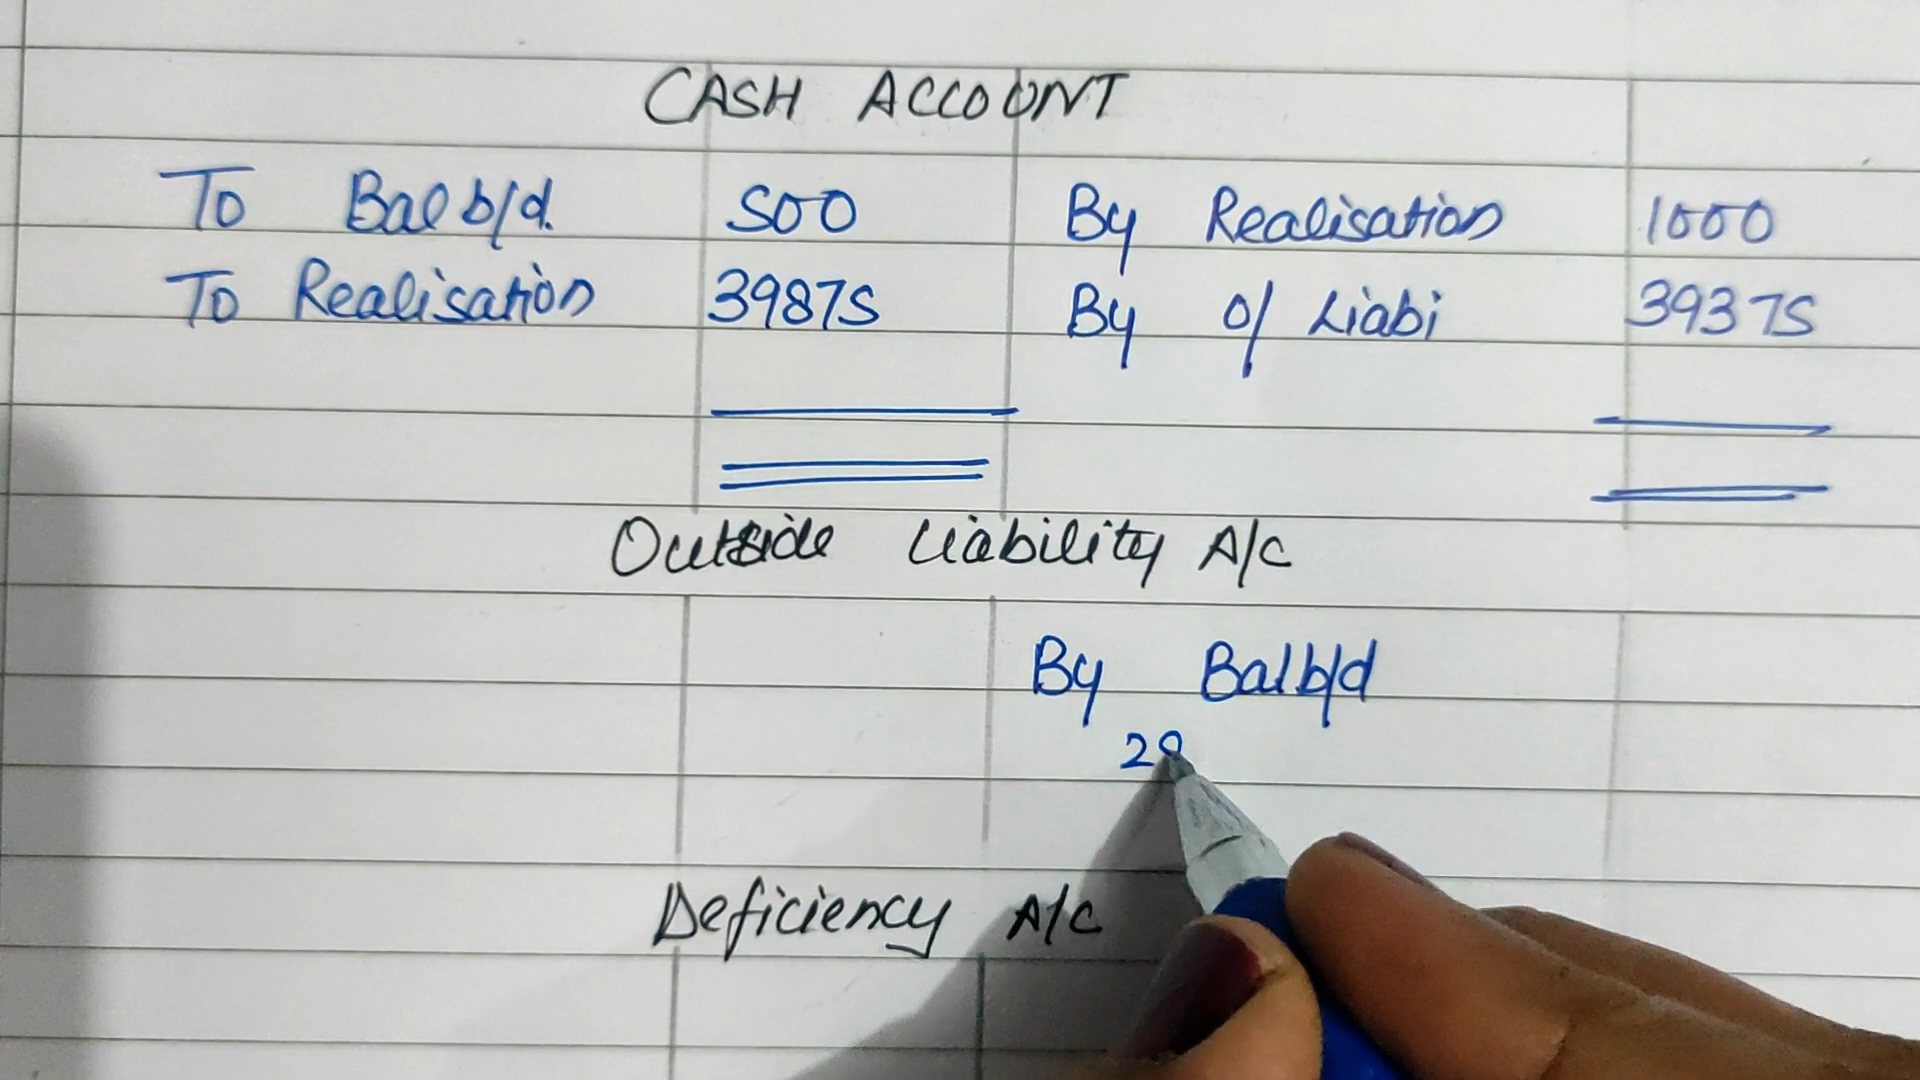 CASH ACCOUNT
To Bal b/d. 500 By Realisation 1000
To Realisation 39875 By o/ Liabi 39375
Outside Liability A/c
By Bal b/d
28
Deficiency A/c